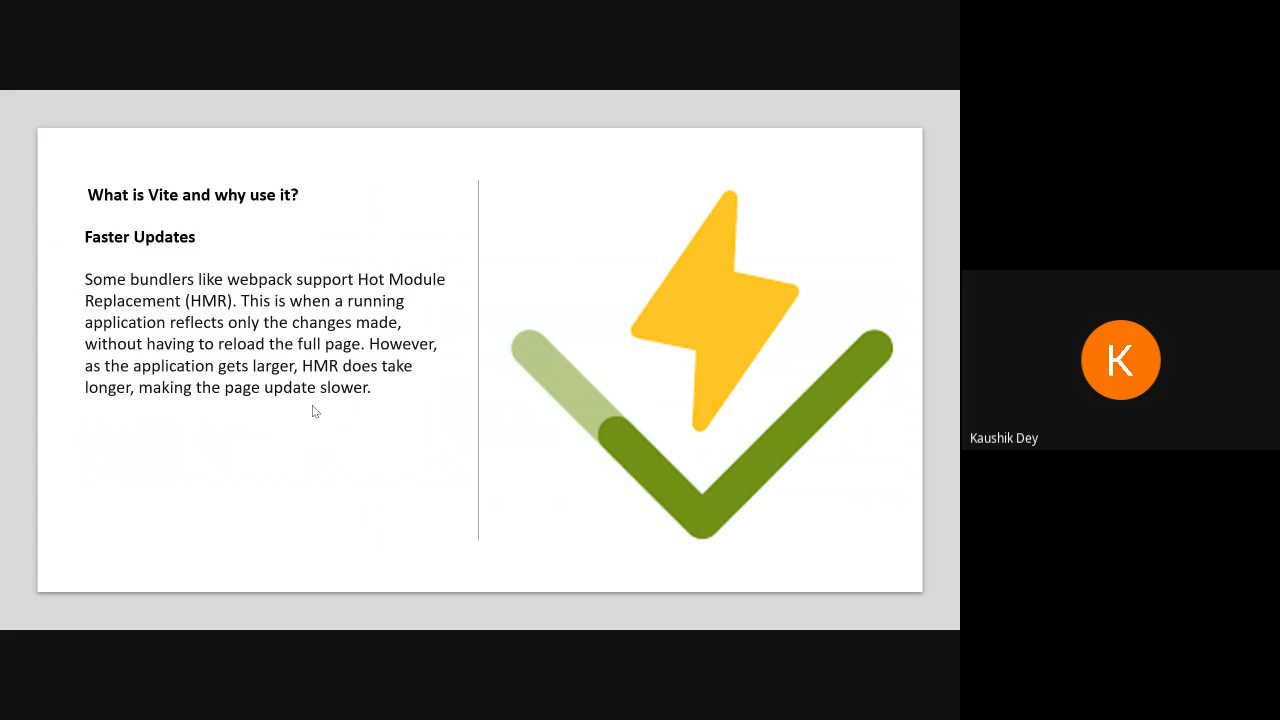 What is Vite and why use it?
Faster Updates
Some bundlers like webpack support Hot Module
Replacement (HMR). This is when a running
application reflects only the changes made,
without having to reload the full page. However,
as the application gets larger, HMR does take
longer, making the page update slower.
K
Kaushik Dey